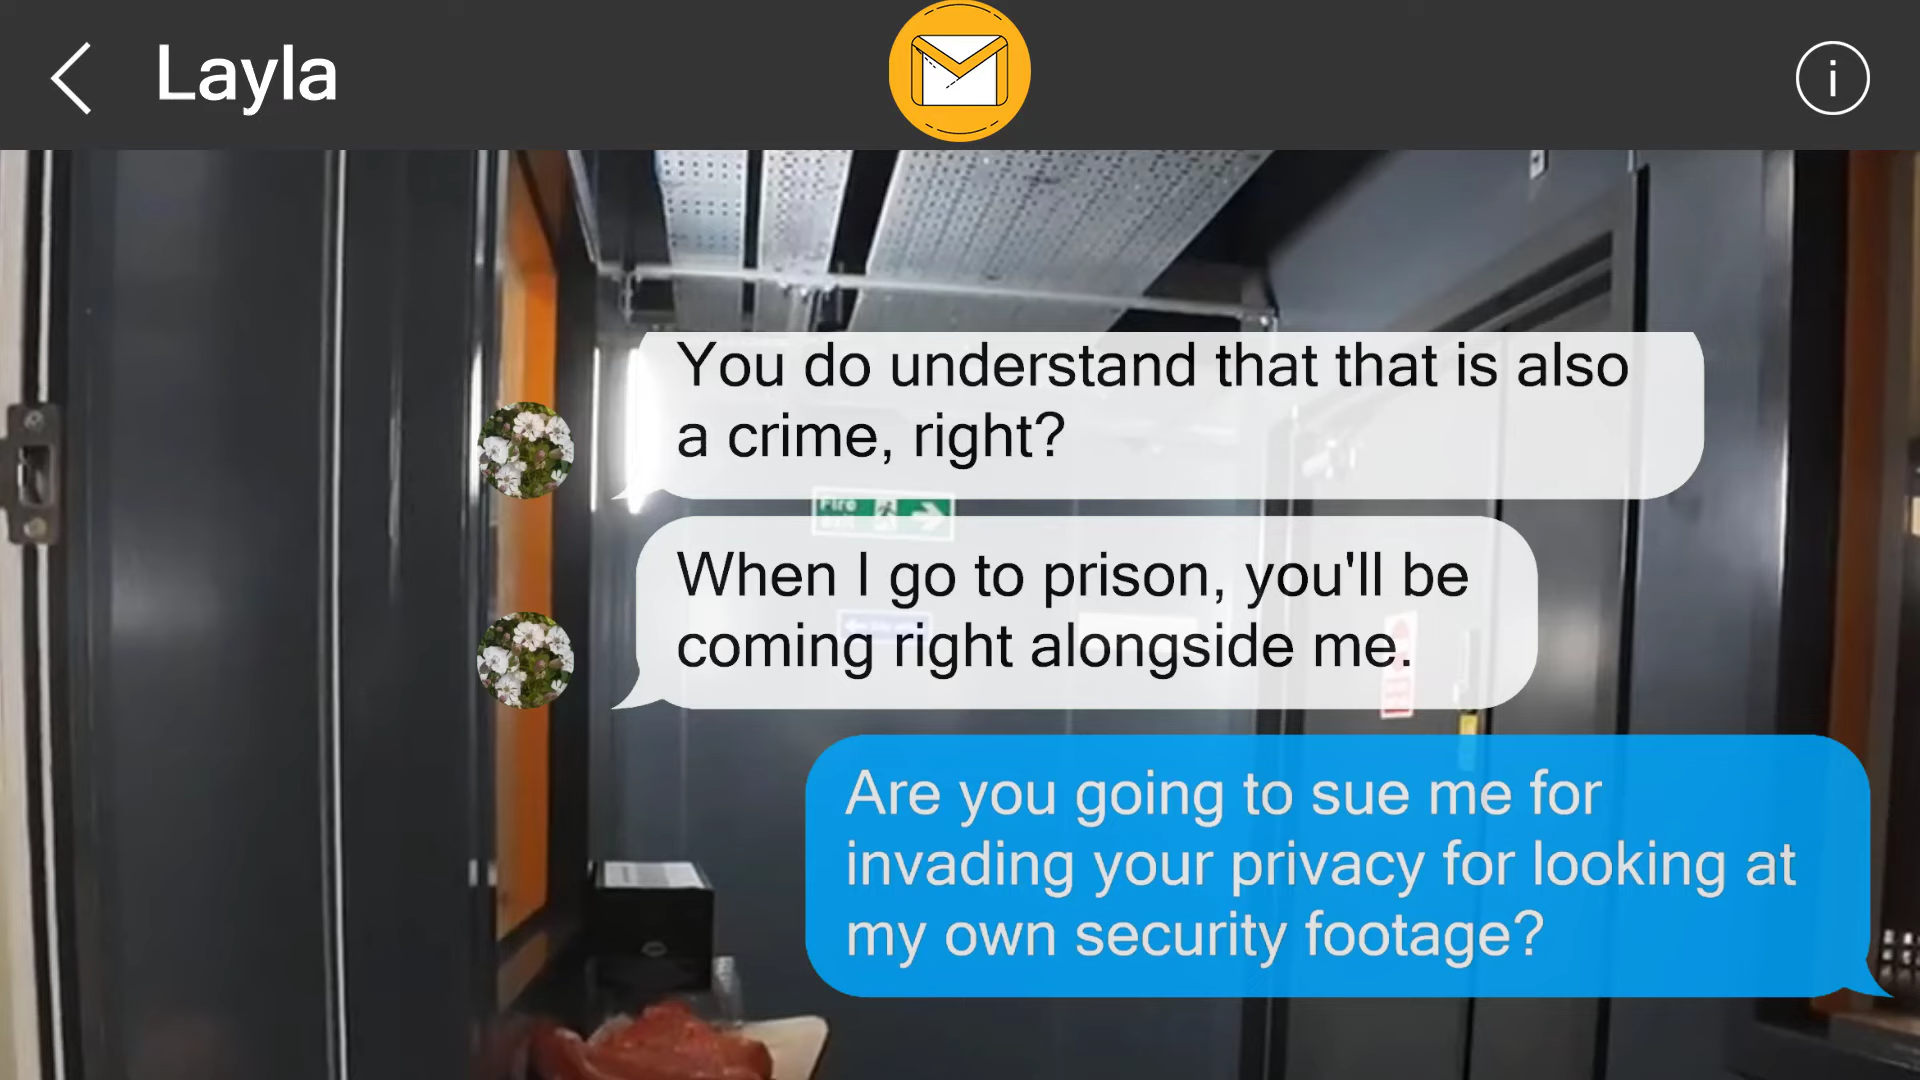 Layla
You do understand that that is also
a crime, right?
Fire
exit
When I go to prison, you'll be
coming right alongside me.
Are you going to sue me for
invading your privacy for looking at
my own security footage?